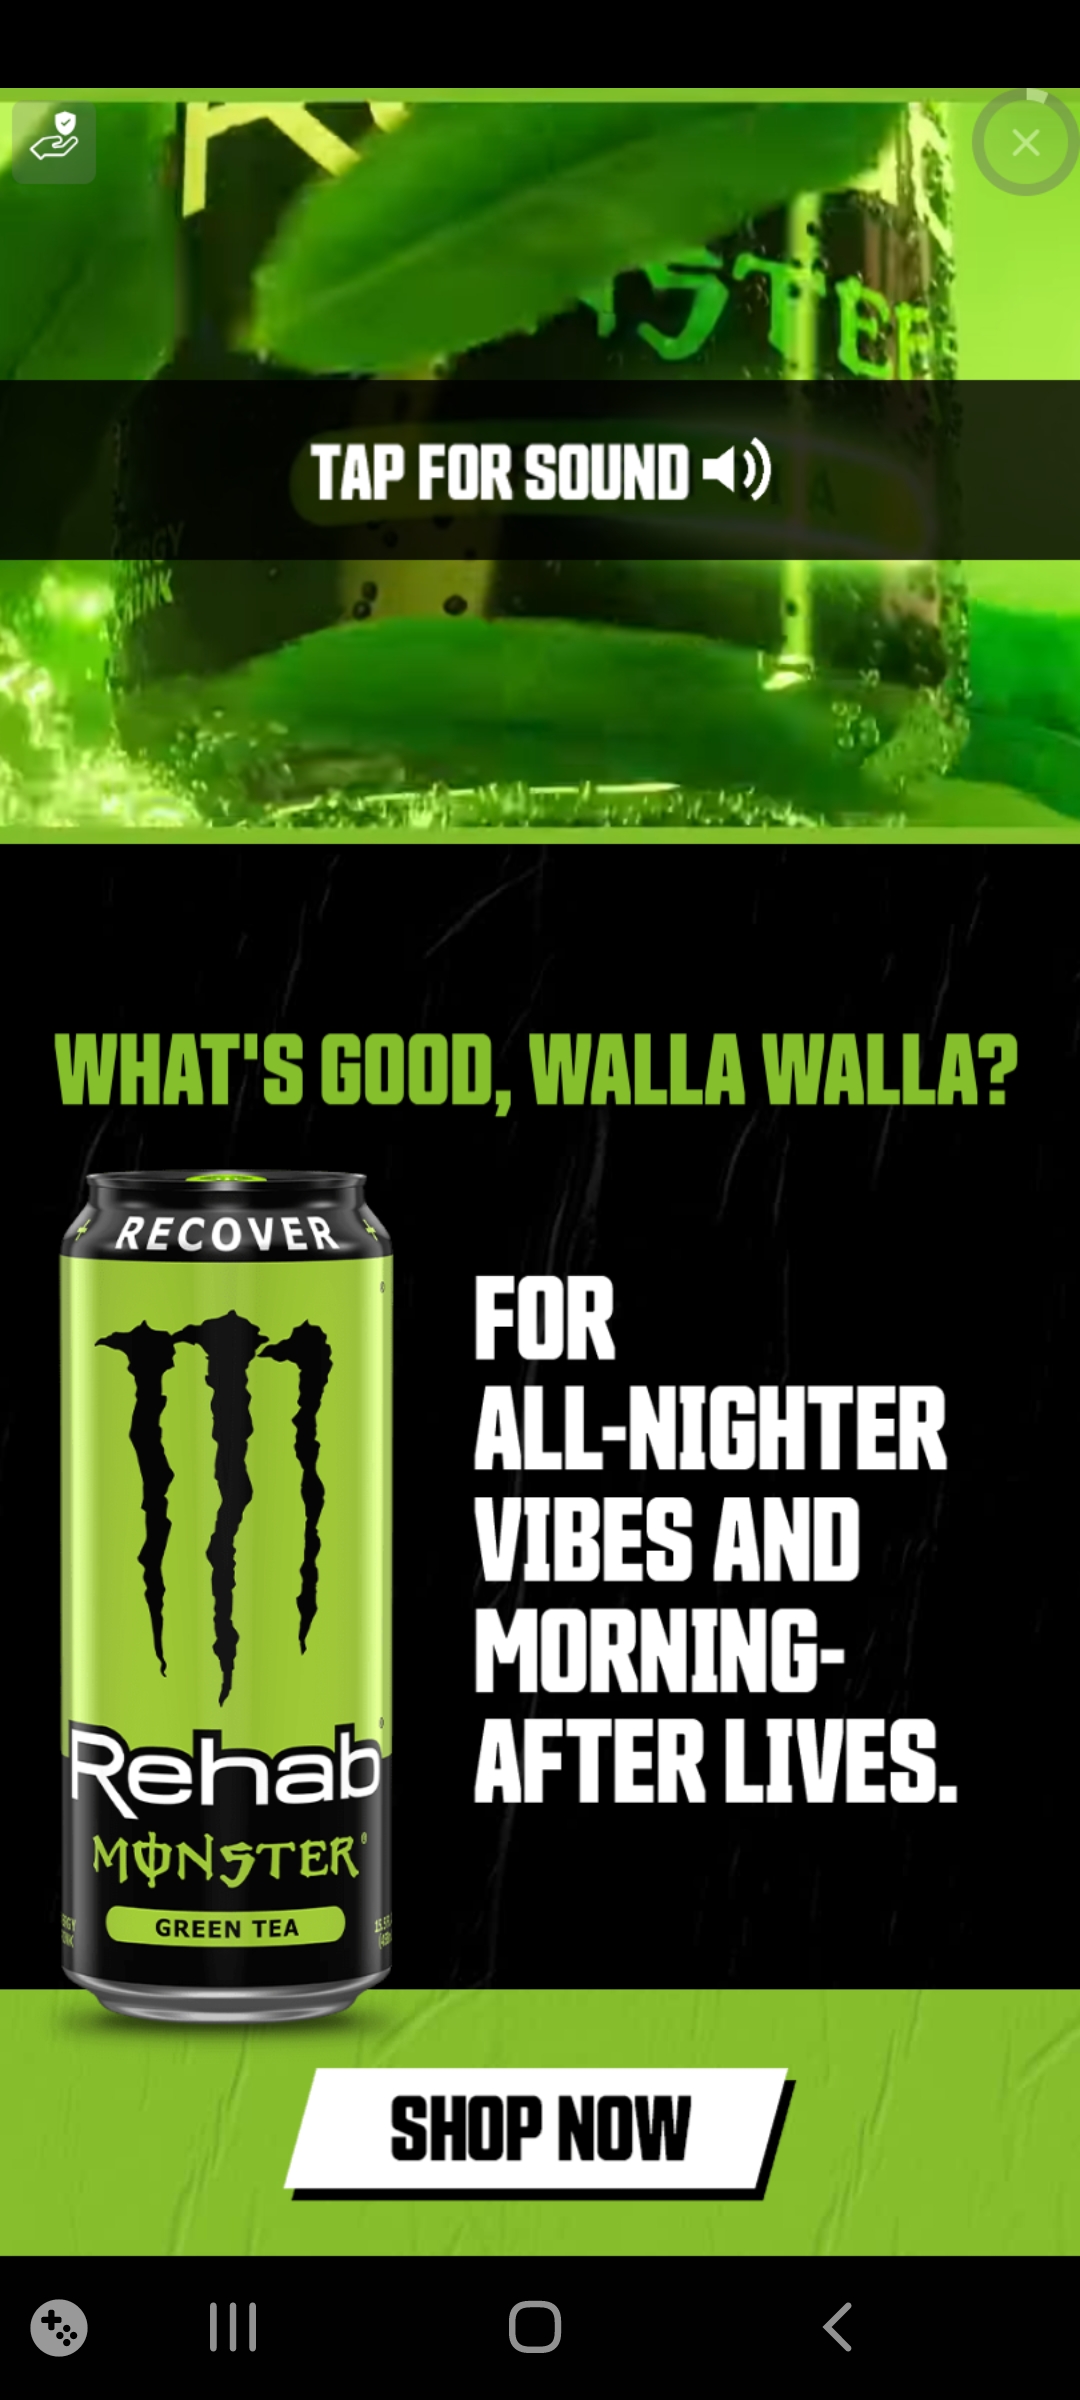 TAP FOR SOUND
WHAT'S GOOD, WALLA WALLA?
RECOVER
FOR
ALL-NIGHTER
VIBES AND
MORNING-
AFTER LIVES.
Rehab
MONSTER
GREEN TEA
SHOP NOW